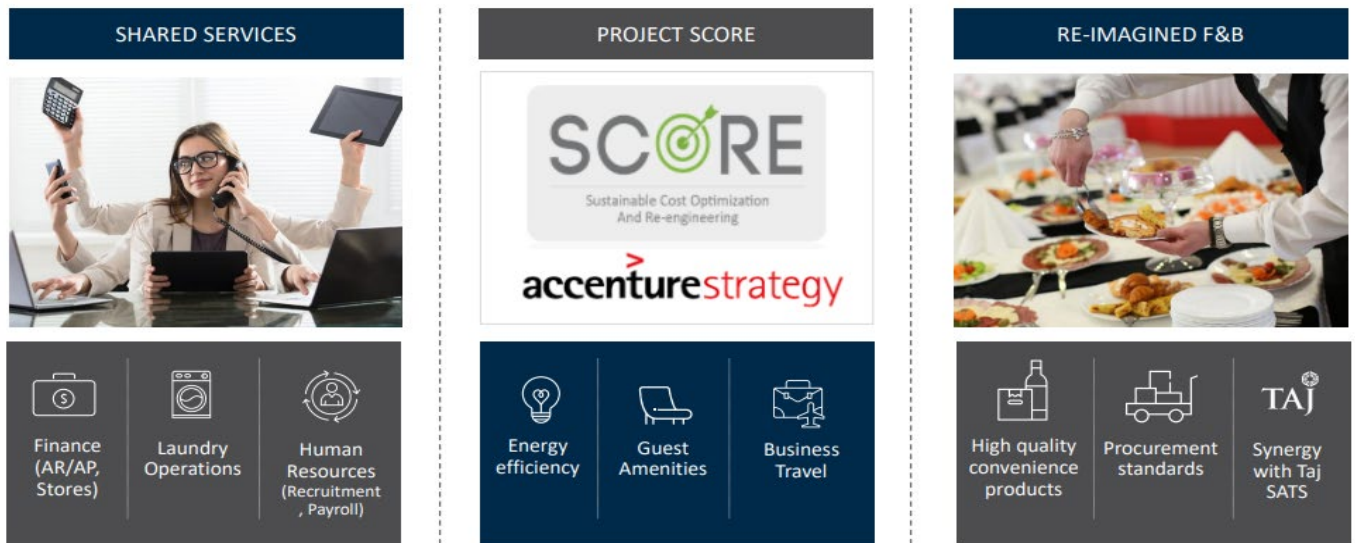 SHARED SERVICES
PROJECT SCORE
RE-IMAGINED F&B
SCORE
Sustainable Cost Optimization
And Re-engineering
>
accenturestrategy
Finance
(AR/AP,
Stores)
Laundry
Operations
Human
Resources
(Recruitment
, Payroll)
Energy
efficiency
Guest
Amenities
Business
Travel
High quality
convenience
products
Procurement
standards
TAJ
Synergy
with Taj
SATS